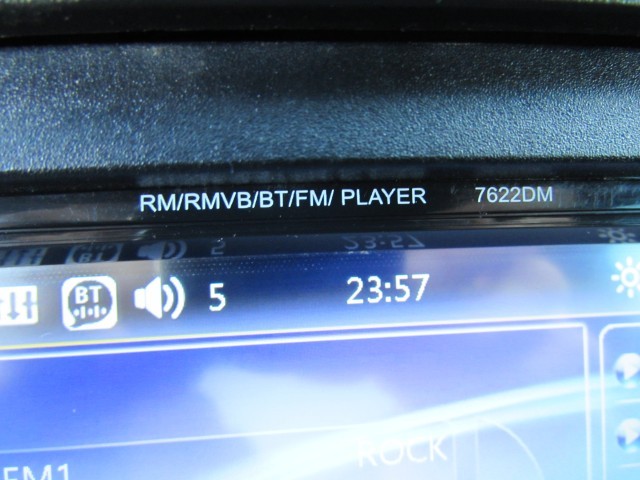 RM/RMVB/BT/FM/ PLAYER 7622DM
BT 5 23:57
ROCK
FM1